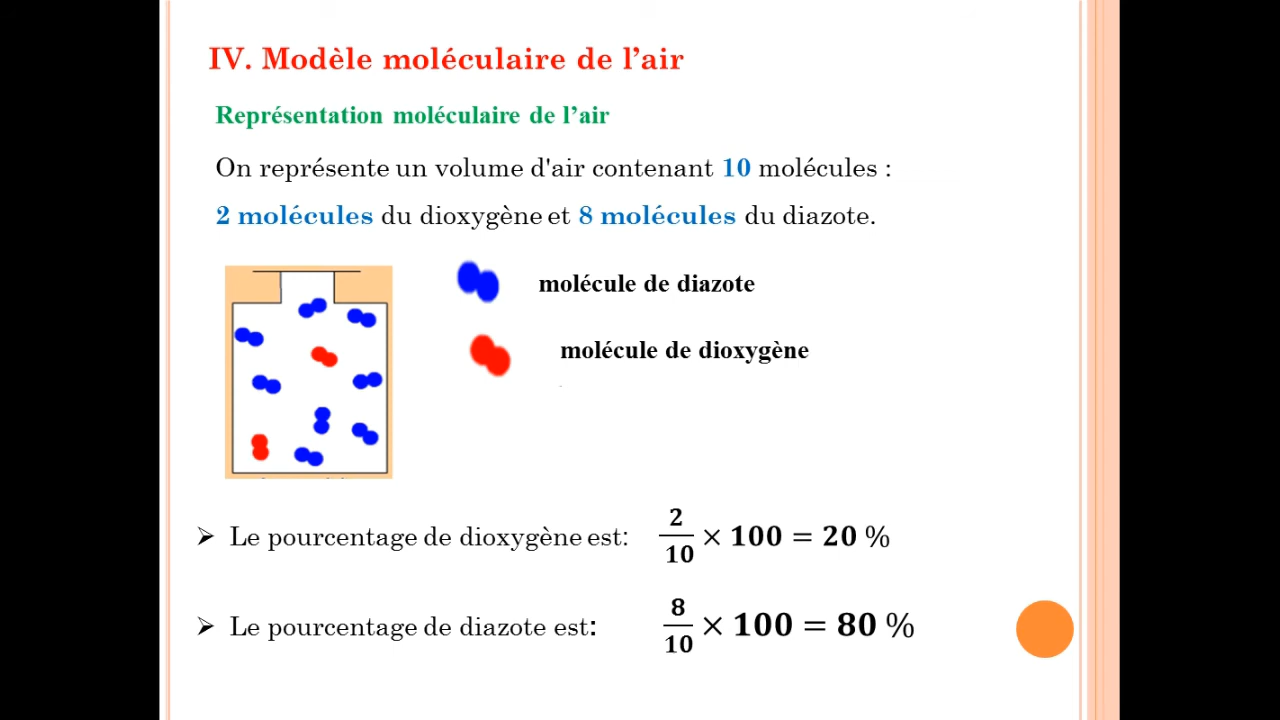 IV. Modèle moléculaire de l’air
Représentation moléculaire de l’air
On représente un volume d'air contenant 10 molécules :
2 molécules du dioxygène et 8 molécules du diazote.
molécule de diazote
molécule de dioxygène
➢ Le pourcentage de dioxygène est: 2/10 × 100 = 20 %
➢ Le pourcentage de diazote est: 8/10 × 100 = 80 %